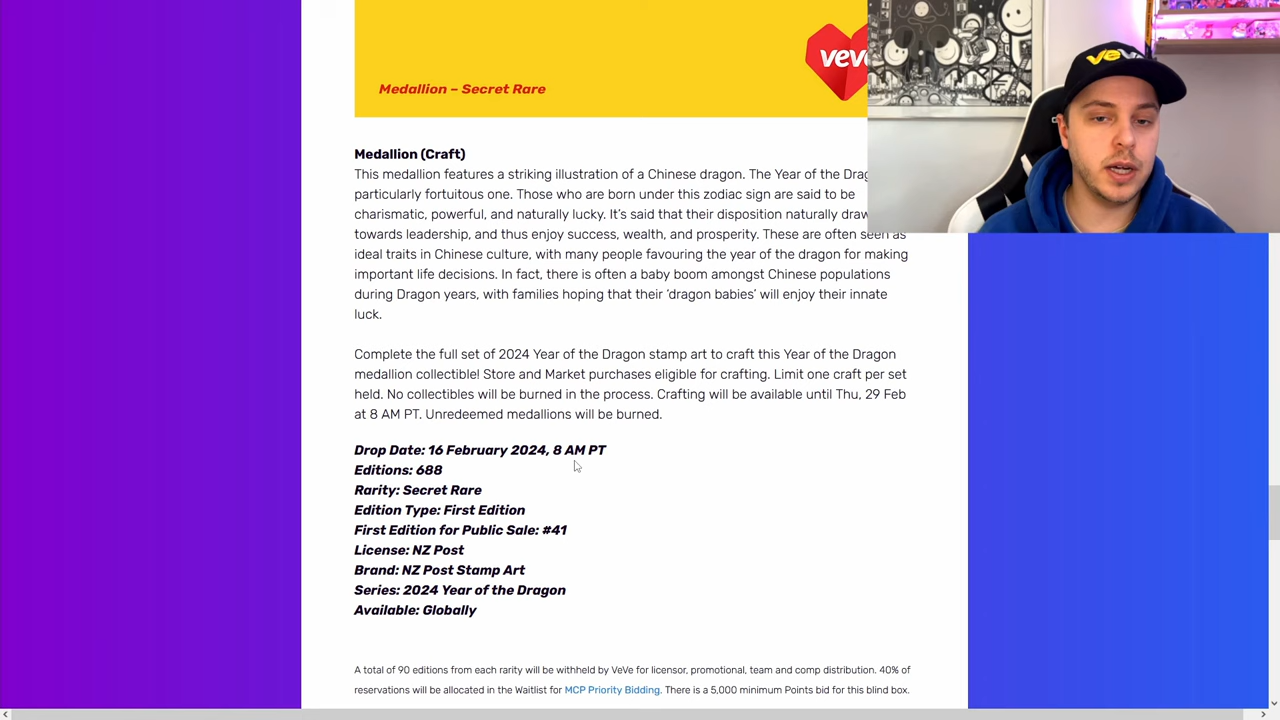 Medallion – Secret Rare
veve
Medallion (Craft)
This medallion features a striking illustration of a Chinese dragon. The Year of the
particularly fortuitous one. Those who are born under this zodiac sign are said to be
charismatic, powerful, and naturally lucky. It's said that their disposition naturally
towards leadership, and thus enjoy success, wealth, and prosperity. These are often seen as
ideal traits in Chinese culture, with many people favouring the year of the dragon for making
important life decisions. In fact, there is often a baby boom amongst Chinese populations
during Dragon years, with families hoping that their 'dragon babies' will enjoy their innate
luck.
Complete the full set of 2024 Year of the Dragon stamp art to craft this Year of the Dragon
medallion collectible! Store and Market purchases eligible for crafting. Limit one craft per set
held. No collectibles will be burned in the process. Crafting will be available until Thu, 29 Feb
at 8 AM PT. Unredeemed medallions will be burned.
Drop Date: 16 February 2024, 8 AM PT
Editions: 688
Rarity: Secret Rare
Edition Type: First Edition
First Edition for Public Sale: #41
License: NZ Post
Brand: NZ Post Stamp Art
Series: 2024 Year of the Dragon
Available: Globally
A total of 90 editions from each rarity will be withheld by VeVe for licensor, promotional, team and comp distribution. 40% of
reservations will be allocated in the Waitlist for MCP Priority Bidding. There is a 5,000 minimum Points bid for this blind box.